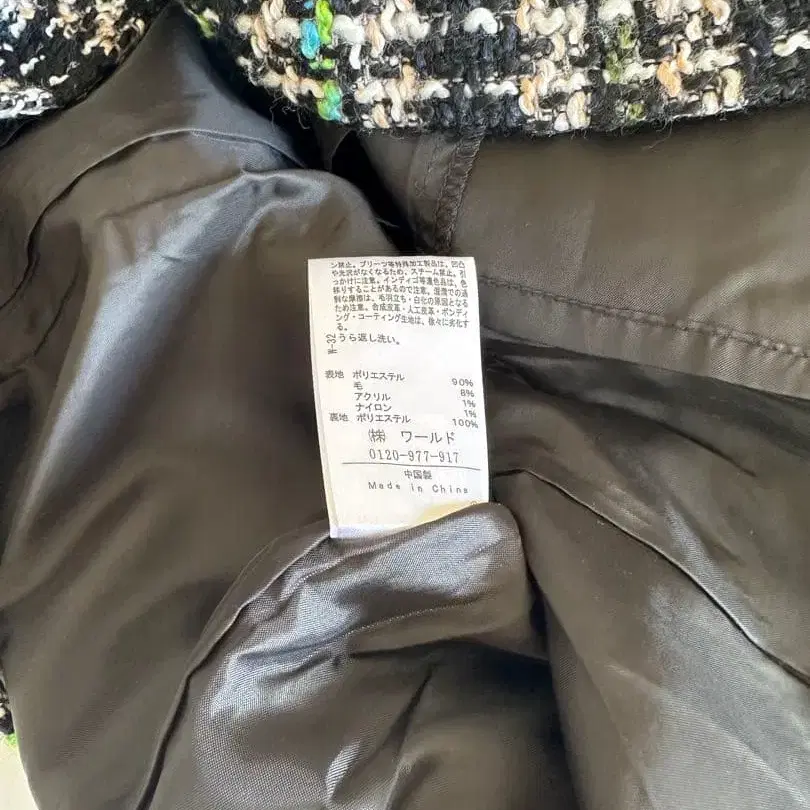 ン禁止。プリーツ等特殊加工製品は、凹凸
や光沢がなくなるため、スチーム禁止。引
っかけに注意。インディゴ等濃色品は、色
移りすることがあるので注意。湿潤での過
剰な摩擦は、毛羽立ち・白化の原因となる
ため注意。合成皮革・人工皮革・ボンディ
ング・コーティング生地は、徐々に劣化す
る。
W-32 うら返し洗い。
表地 ポリエステル 90%
毛 8%
アクリル 1%
ナイロン 1%
裏地 ポリエステル 100%
㈱ ワールド
0120-977-917
中国製
Made in China